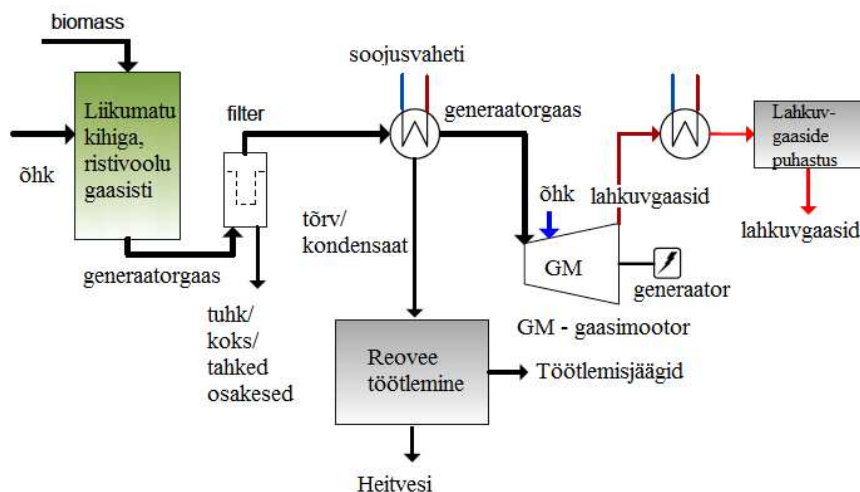 biomass
õhk
Liikumatu
kihiga,
ristivoolu
gaasisti
generaatorgaas
filter
tuhk/
koks/
tahked
osakesed
soojusvaheti
generaatorgaas
tõrv/
kondensaat
Reovee
töötlemine
Töötlemisjäägid
Heitvesi
õhk
GM
lahkuvgaasid
generaator
GM - gaasimootor
Lahkuv-
gaaside
puhastus
lahkuvgaasid